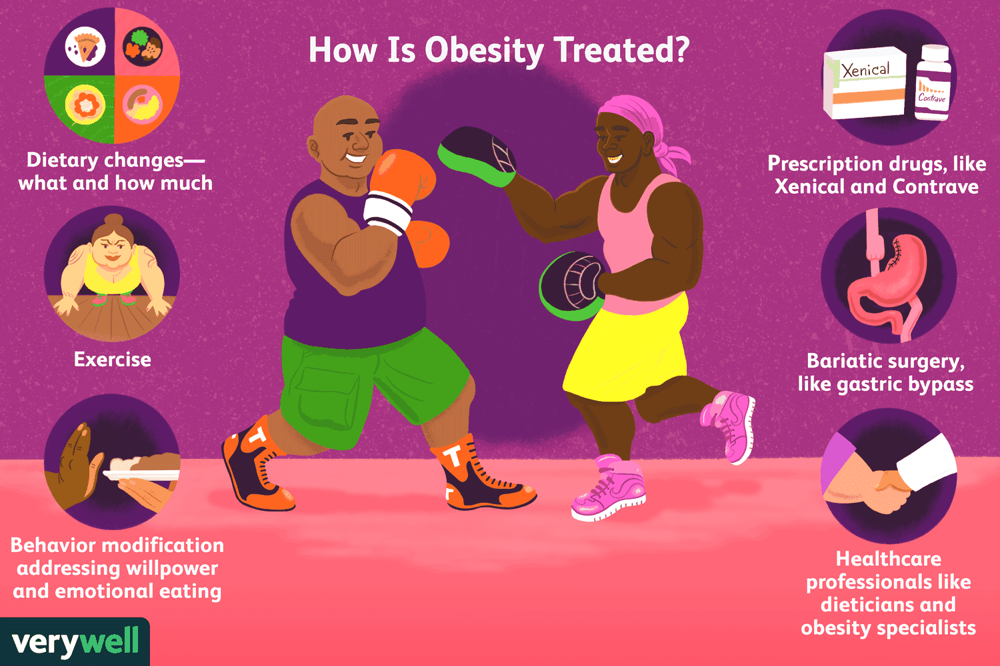 How Is Obesity Treated?
Dietary changes—
what and how much
Exercise
Behavior modification
addressing willpower
and emotional eating
Xenical
Contrave
Prescription drugs, like
Xenical and Contrave
Bariatic surgery,
like gastric bypass
Healthcare
professionals like
dieticians and
obesity specialists
T
T
T
verywell